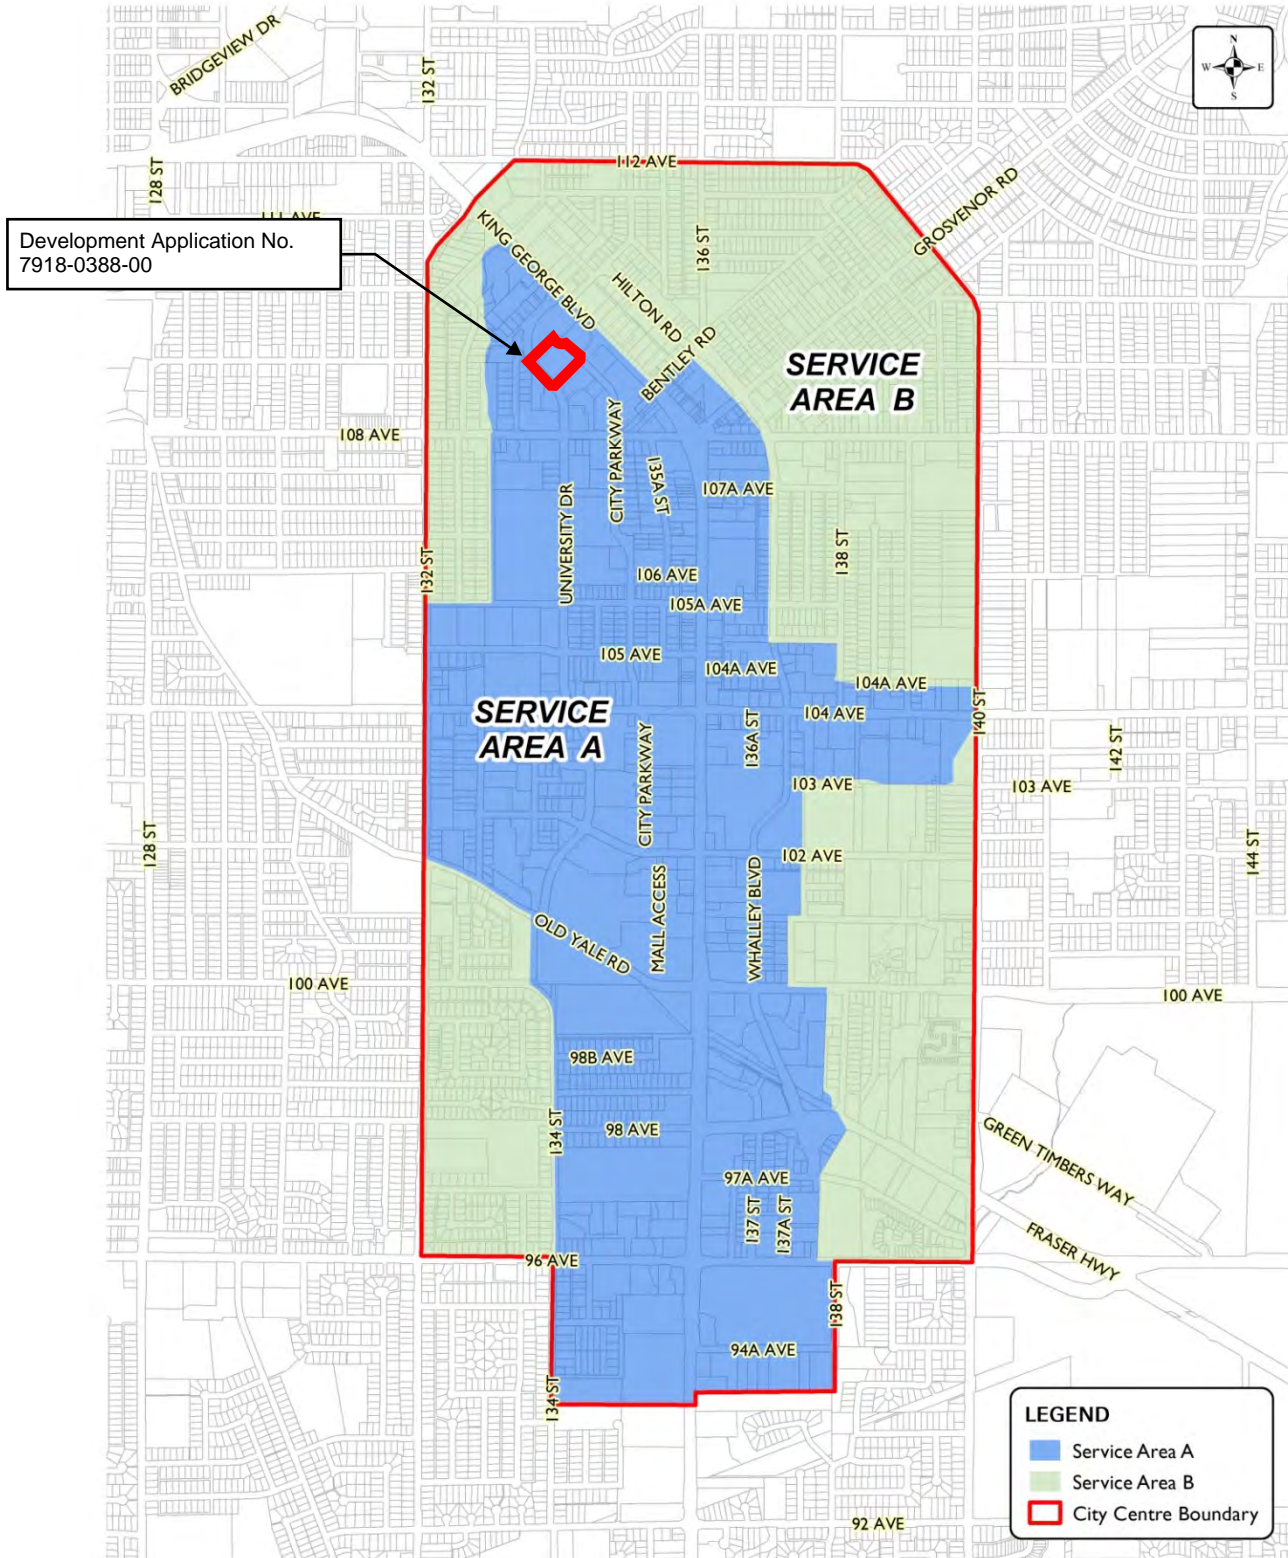 BRIDGEVIEW DR
132 ST
N
W E
S
112 AVE
128 ST
GROSVENOR RD
111 AVE
KING GEORGE BLVD
136 ST
Development Application No.
7918-0388-00
HILTON RD
BENTLEY RD
SERVICE
AREA B
108 AVE
CITY PARKWAY
135A ST
107A AVE
UNIVERSITY DR
138 ST
132 ST
106 AVE
105A AVE
105 AVE
104A AVE
104A AVE
SERVICE
AREA A
136A ST
104 AVE
140 ST
142 ST
CITY PARKWAY
103 AVE
103 AVE
128 ST
102 AVE
144 ST
MALL ACCESS
WHALLEY BLVD
OLD YALE RD
100 AVE
100 AVE
98B AVE
134 ST
98 AVE
GREEN TIMBERS WAY
97A AVE
137 ST
137A ST
FRASER HWY
96 AVE
138 ST
94A AVE
134 ST
LEGEND
Service Area A
Service Area B
City Centre Boundary
92 AVE